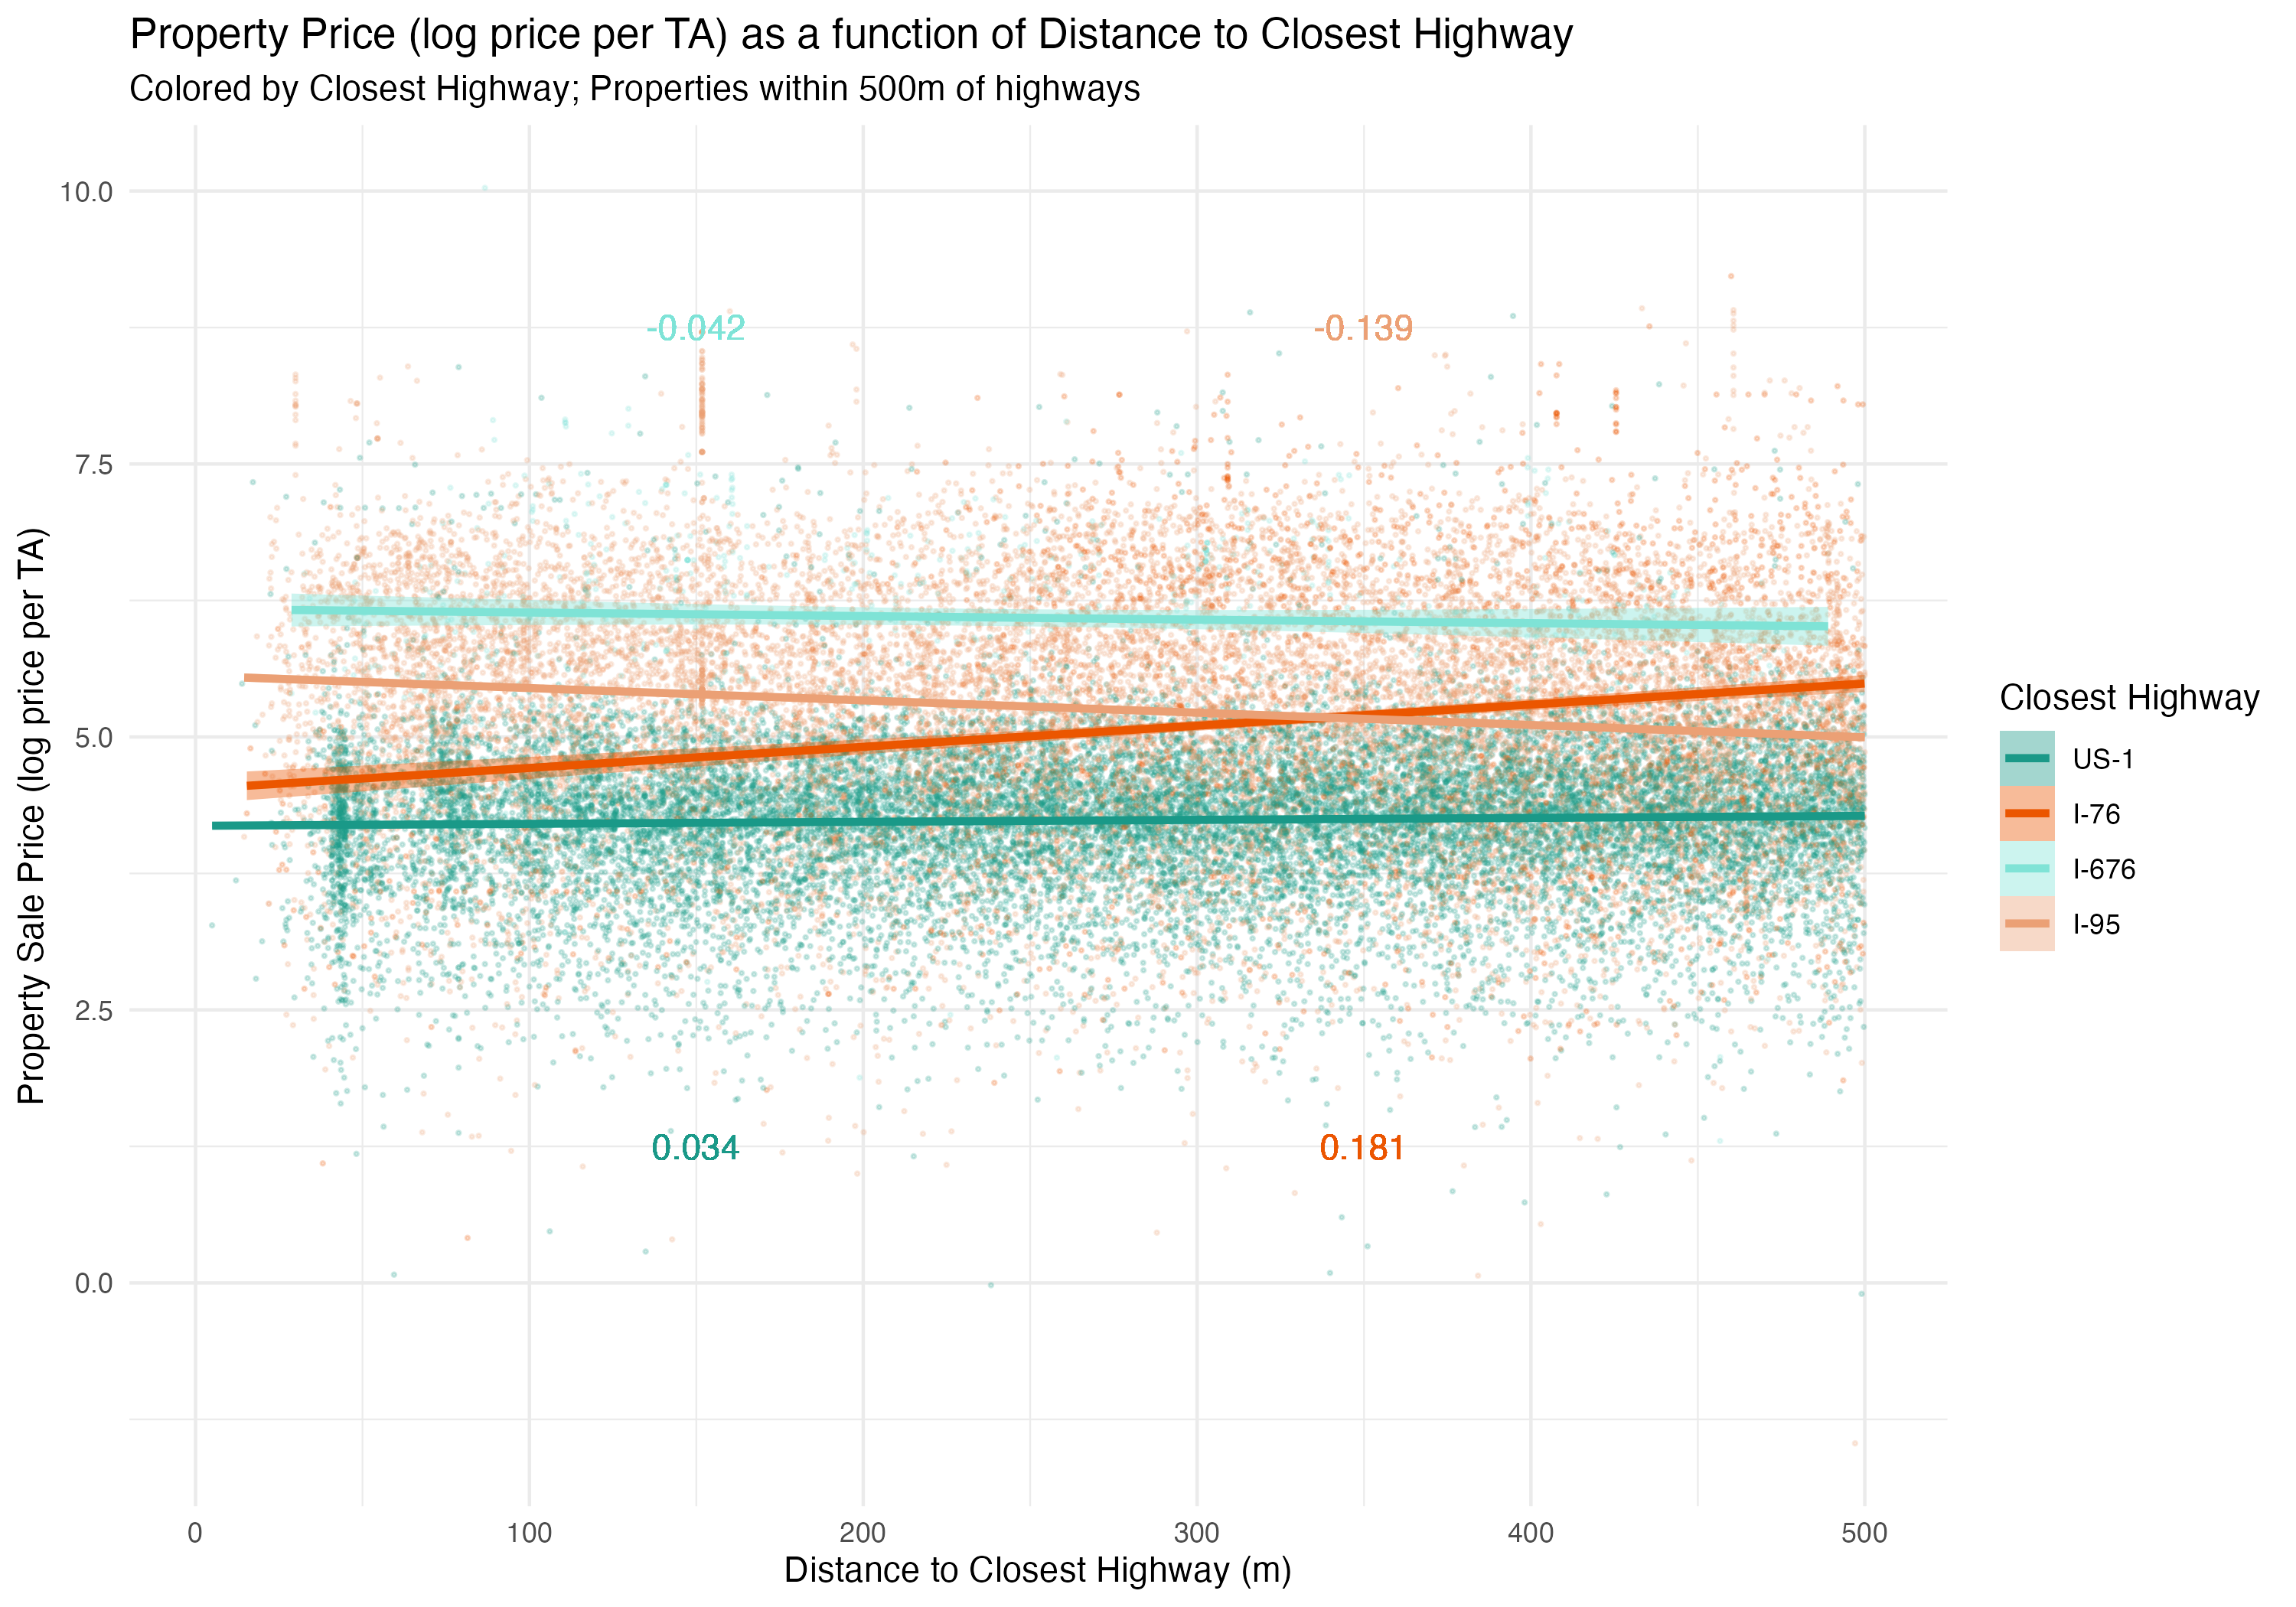 Property Price (log price per TA) as a function of Distance to Closest Highway
Colored by Closest Highway; Properties within 500m of highways
Property Sale Price (log price per TA)
10.0
7.5
5.0
2.5
0.0
-0.042
-0.139
0.034
0.181
0
100
200
300
400
500
Distance to Closest Highway (m)
Closest Highway
US-1
I-76
I-676
I-95